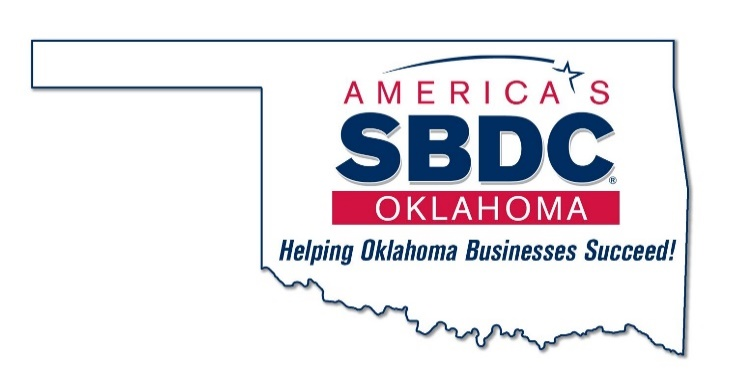 AMERICA'S
SBDC®
OKLAHOMA
Helping Oklahoma Businesses Succeed!